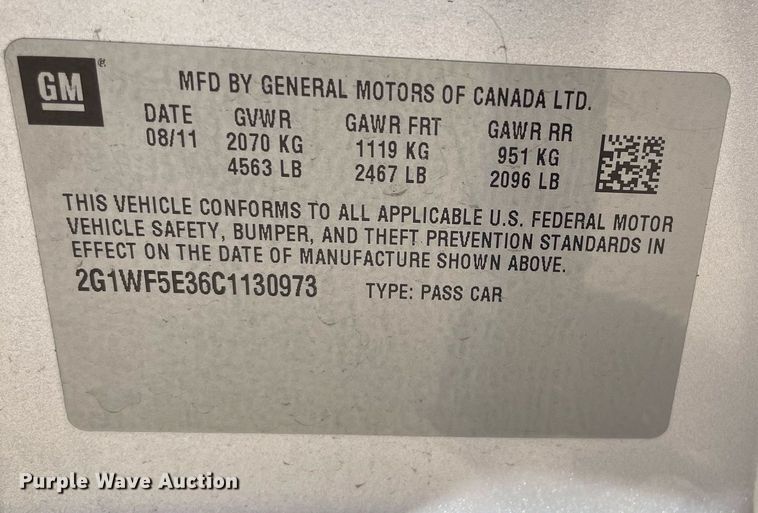 GM ®
MFD BY GENERAL MOTORS OF CANADA LTD.
DATE GVWR GAWR FRT GAWR RR
08/11 2070 KG 1119 KG 951 KG
4563 LB 2467 LB 2096 LB
THIS VEHICLE CONFORMS TO ALL APPLICABLE U.S. FEDERAL MOTOR
VEHICLE SAFETY, BUMPER, AND THEFT PREVENTION STANDARDS IN
EFFECT ON THE DATE OF MANUFACTURE SHOWN ABOVE.
2G1WF5E36C1130973 TYPE: PASS CAR
Purple Wave Auction